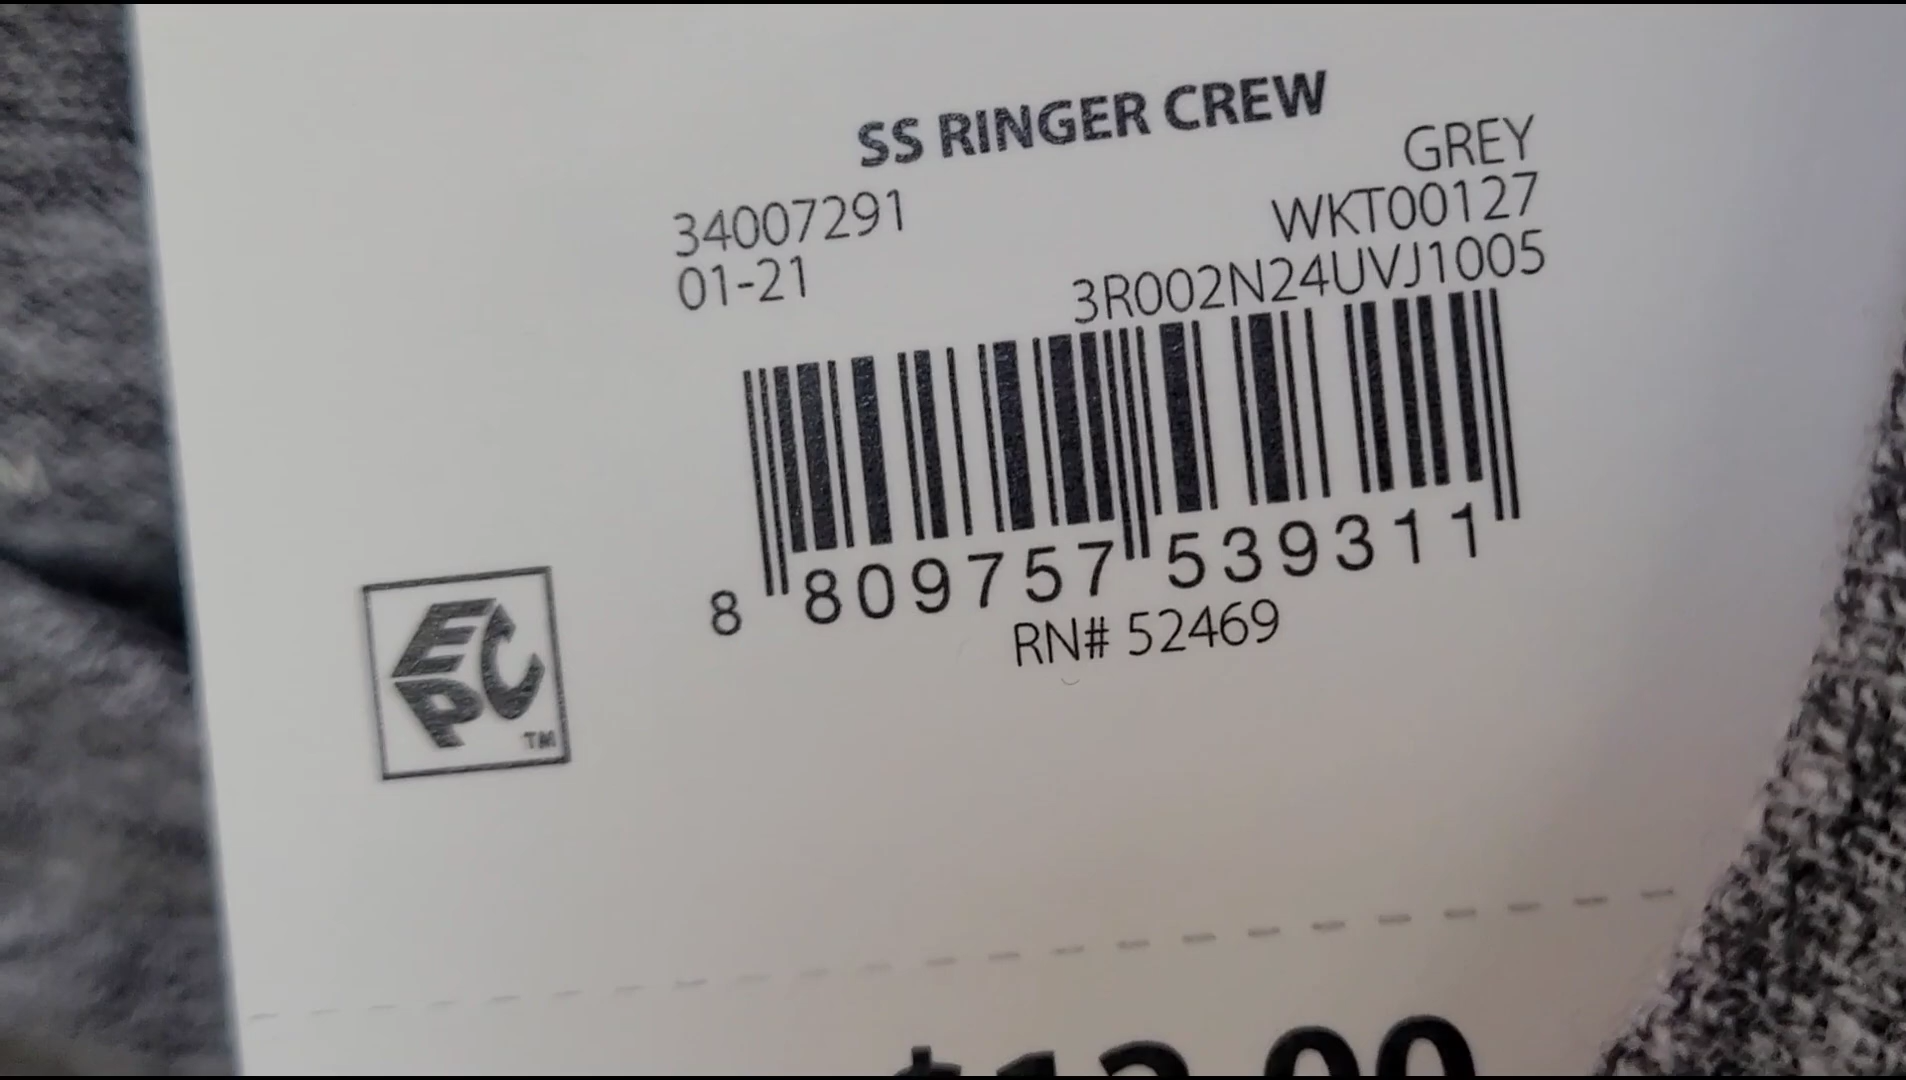 SS RINGER CREW
GREY
34007291 WKT00127
01-21 3R002N24UVJ1005
8 809757 539311
RN# 52469
EPC
TM